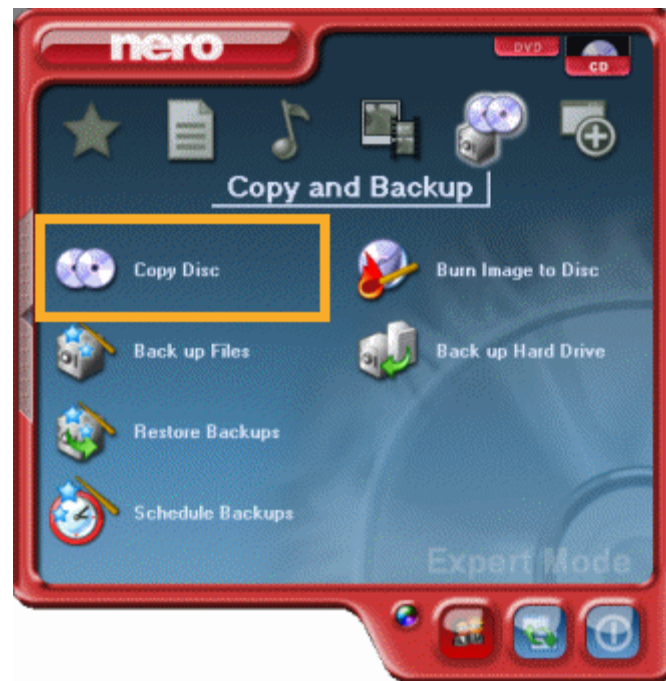 nero
DVD
CD
Copy and Backup
Copy Disc
Burn Image to Disc
Back up Files
Back up Hard Drive
Restore Backups
Schedule Backups
Expert Mode